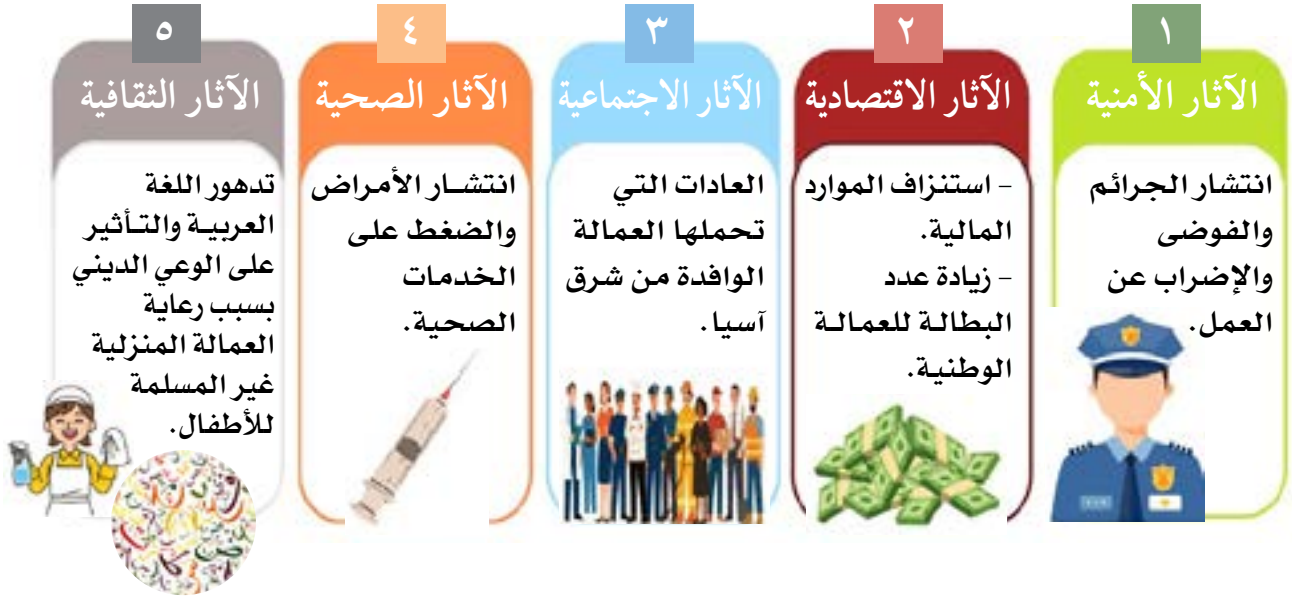 ١
الآثار الأمنية
انتشار الجرائم
والفوضى
والإضراب عن
العمل.
٢
الآثار الاقتصادية
- استنزاف الموارد
المالية.
- زيادة عدد
البطالة للعمالة
الوطنية.
٣
الآثار الاجتماعية
العادات التي
تحملها العمالة
الوافدة من شرق
آسيا.
٤
الآثار الصحية
انتشار الأمراض
والضغط على
الخدمات
الصحية.
٥
الآثار الثقافية
تدهور اللغة
العربية والتأثير
على الوعي الديني
بسبب رعاية
العمالة المنزلية
غير المسلمة
للأطفال.